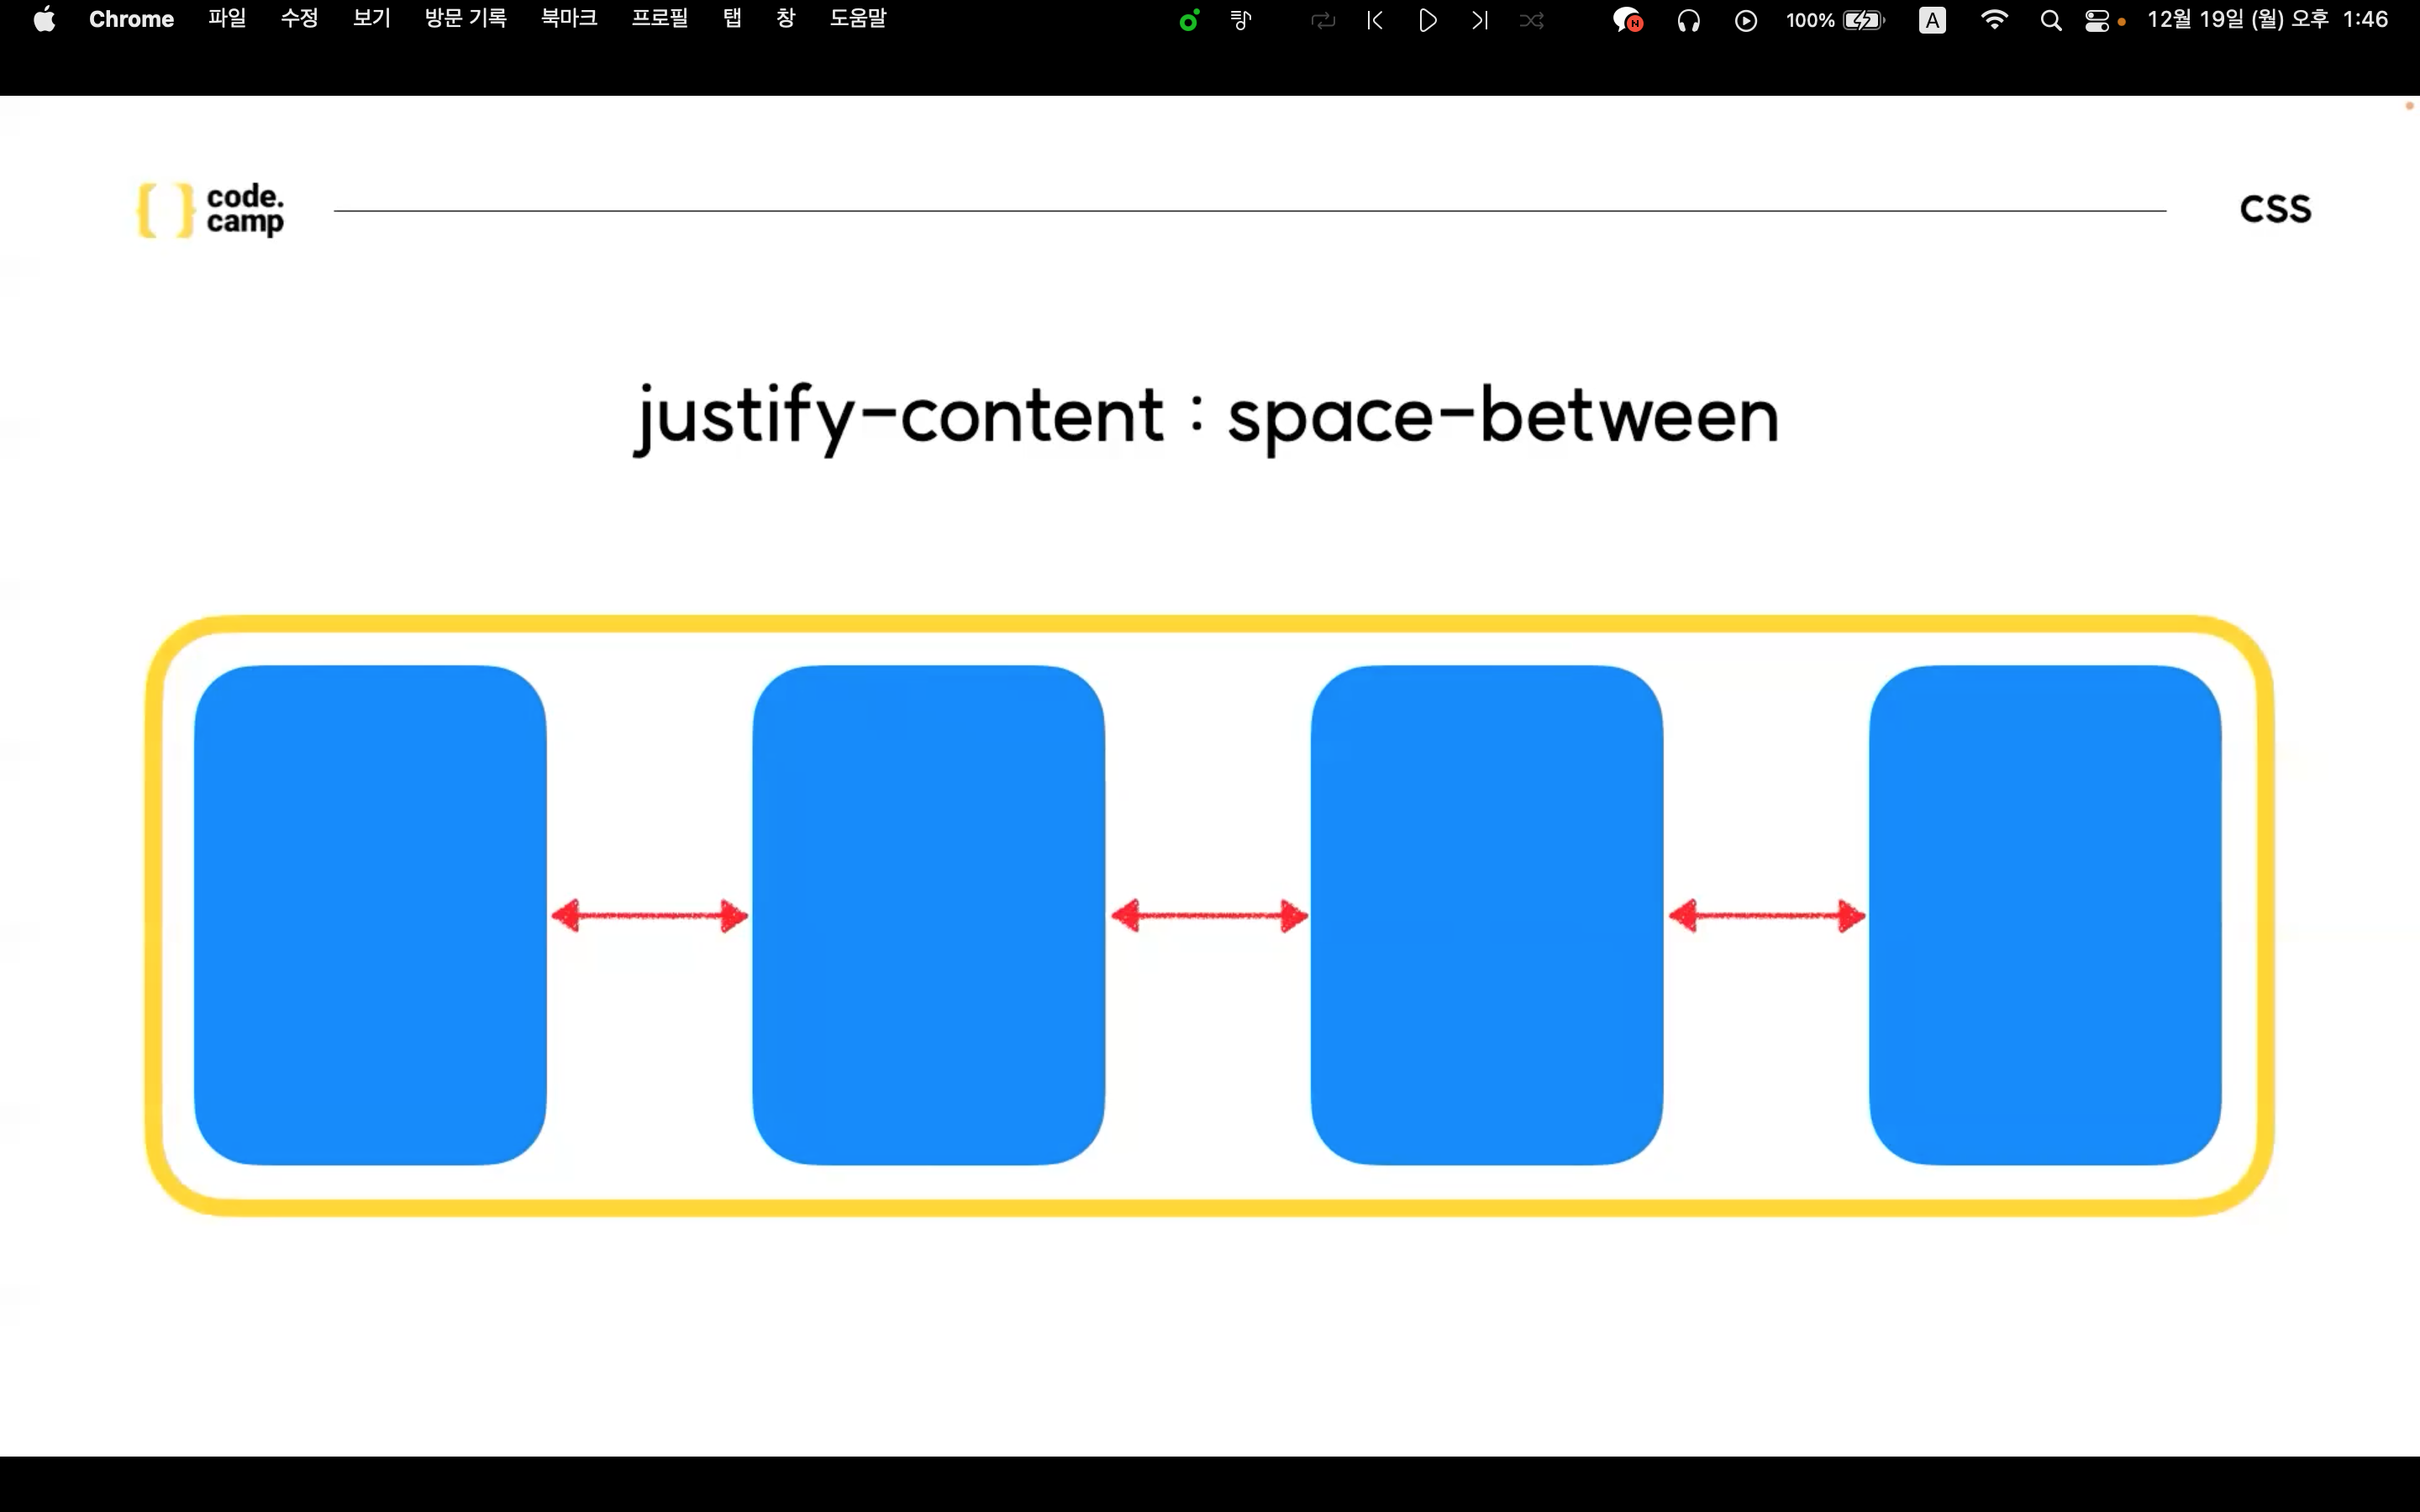 Chrome 파일 수정 보기 방문 기록 북마크 프로필 탭 창 도움말 N 100% A 12월 19일 (월) 오후 1:46
{ } code.
camp
CSS
justify-content : space-between